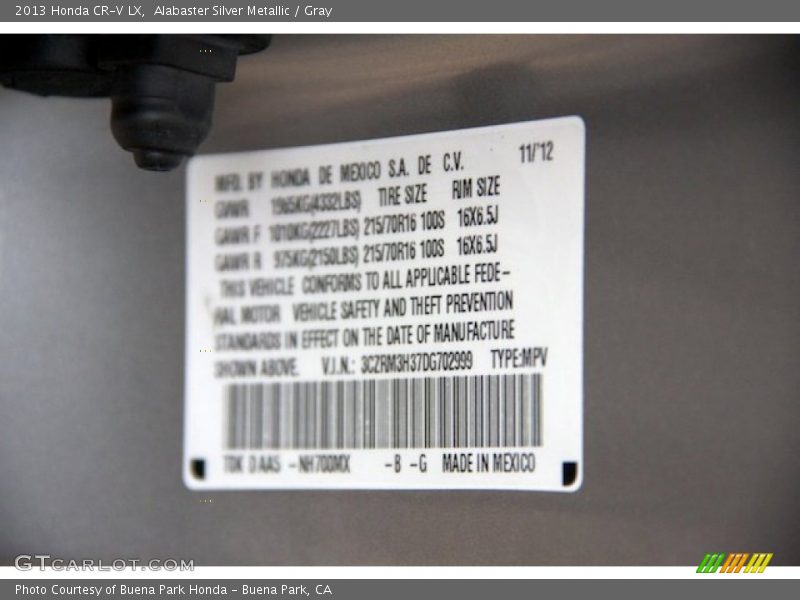 2013 Honda CR-V LX, Alabaster Silver Metallic / Gray
MFD. BY HONDA DE MEXICO S.A. DE C.V. 11/'12
GVWR 1965KG(4332LBS) TIRE SIZE RIM SIZE
GAWR F 1010KG(2227LBS) 215/70R16 100S 16X6.5J
GAWR R 975KG(2150LBS) 215/70R16 100S 16X6.5J
THIS VEHICLE CONFORMS TO ALL APPLICABLE FEDE-
RAL MOTOR VEHICLE SAFETY AND THEFT PREVENTION
STANDARDS IN EFFECT ON THE DATE OF MANUFACTURE
SHOWN ABOVE. V.I.N.: 3CZRM3H37DG702999 TYPE:MPV
TDK D AAS -NH700MX -B -G MADE IN MEXICO
GTCARLOT.COM
Photo Courtesy of Buena Park Honda - Buena Park, CA